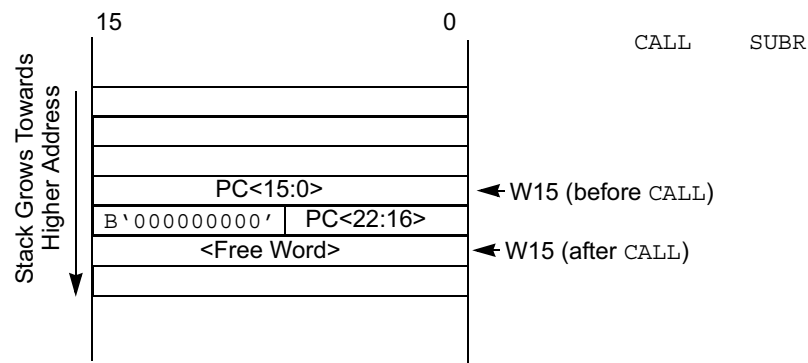 15 0
CALL SUBR
Stack Grows Towards
Higher Address
PC<15:0>
W15 (before CALL)
B‘000000000’ PC<22:16>
<Free Word>
W15 (after CALL)